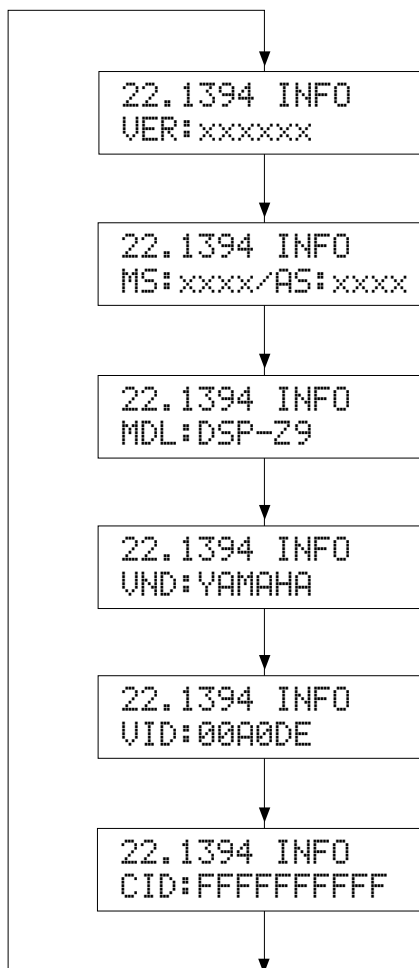 22.1394 INFO
VER:xxxxxx
22.1394 INFO
MS:xxxx/AS:xxxx
22.1394 INFO
MDL:DSP-Z9
22.1394 INFO
VND:YAMAHA
22.1394 INFO
VID:00A0DE
22.1394 INFO
CID:FFFFFFFFFF